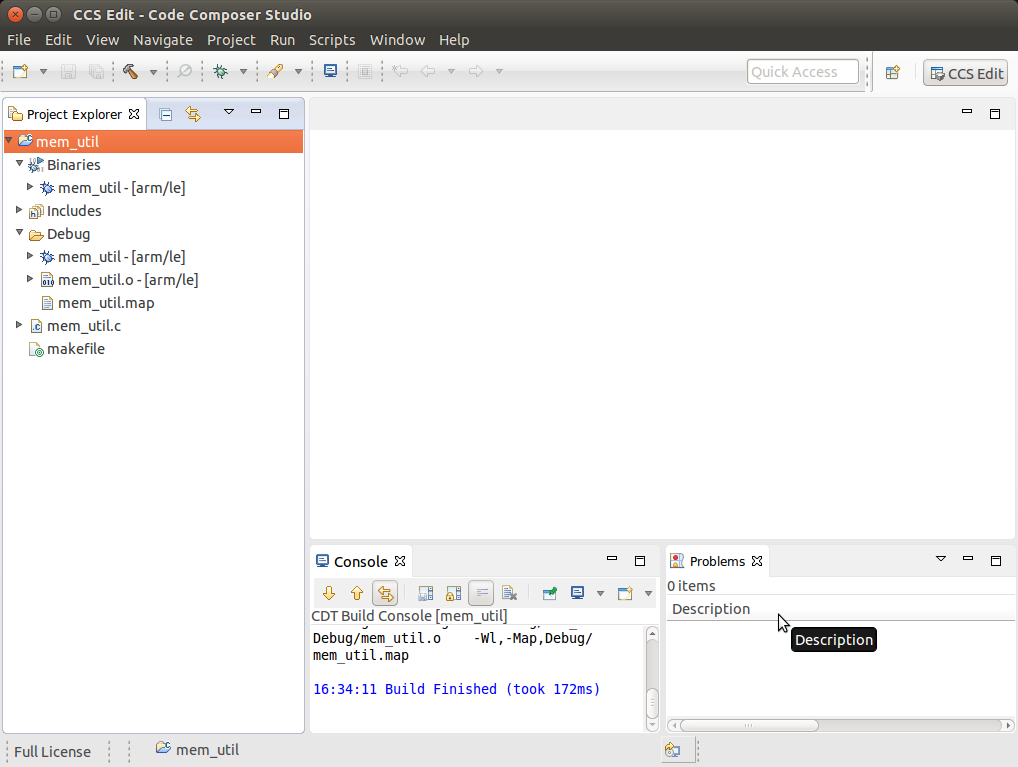 CCS Edit - Code Composer Studio
File Edit View Navigate Project Run Scripts Window Help
Quick Access
CCS Edit
Project Explorer
mem_util
Binaries
mem_util - [arm/le]
Includes
Debug
mem_util - [arm/le]
mem_util.o - [arm/le]
mem_util.map
mem_util.c
makefile
Console
CDT Build Console [mem_util]
Debug/mem_util.o    -Wl,-Map,Debug/
mem_util.map
16:34:11 Build Finished (took 172ms)
Problems
0 items
Description
Description
Full License
mem_util